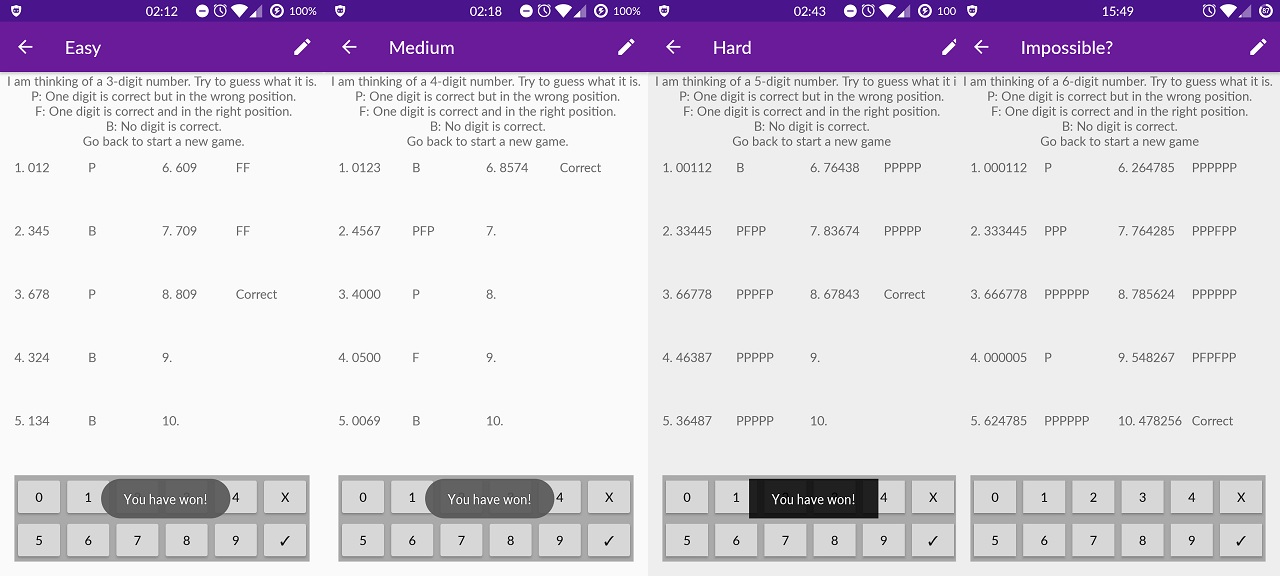 02:12 100%
Easy
I am thinking of a 3-digit number. Try to guess what it is.
P: One digit is correct but in the wrong position.
F: One digit is correct and in the right position.
B: No digit is correct.
Go back to start a new game.
1. 012 P 6. 609 FF
2. 345 B 7. 709 FF
3. 678 P 8. 809 Correct
4. 324 B 9.
5. 134 B 10.
0 1 4 X
You have won!
5 6 7 8 9 ✓
02:18 100%
Medium
I am thinking of a 4-digit number. Try to guess what it is.
P: One digit is correct but in the wrong position.
F: One digit is correct and in the right position.
B: No digit is correct.
Go back to start a new game.
1. 0123 B 6. 8574 Correct
2. 4567 PFP 7.
3. 4000 P 8.
4. 0500 F 9.
5. 0069 B 10.
0 1 4 X
You have won!
5 6 7 8 9 ✓
02:43 100
Hard
I am thinking of a 5-digit number. Try to guess what it i
P: One digit is correct but in the wrong position.
F: One digit is correct and in the right position.
B: No digit is correct.
Go back to start a new game
1. 00112 B 6. 76438 PPPPP
2. 33445 PFPP 7. 83674 PPPPP
3. 66778 PPPFP 8. 67843 Correct
4. 46387 PPPPP 9.
5. 36487 PPPPP 10.
0 1 4 X
You have won!
5 6 7 8 9 ✓
15:49 87
Impossible?
I am thinking of a 6-digit number. Try to guess what it is.
P: One digit is correct but in the wrong position.
F: One digit is correct and in the right position.
B: No digit is correct.
Go back to start a new game
1. 000112 P 6. 264785 PPPPPP
2. 333445 PPP 7. 764285 PPPFPP
3. 666778 PPPPPP 8. 785624 PPPPPP
4. 000005 P 9. 548267 PFPFPP
5. 624785 PPPPPP 10. 478256 Correct
0 1 2 3 4 X
5 6 7 8 9 ✓